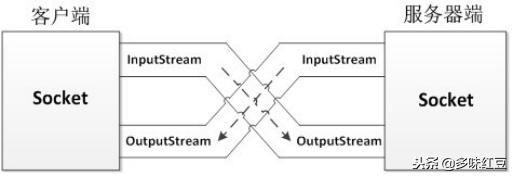 客户端 服务器端
InputStream InputStream
Socket Socket
OutputStream OutputStream
头条 @多味红豆